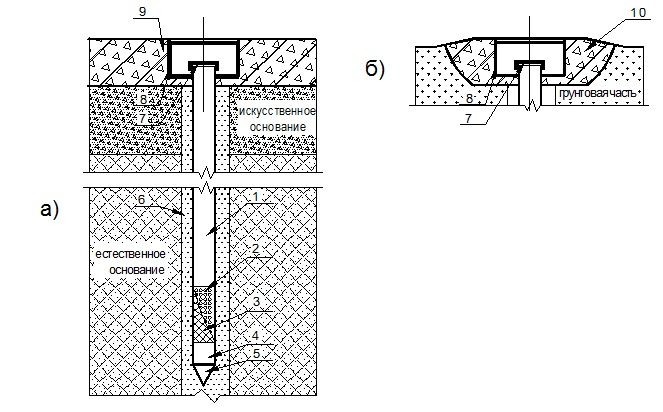 9
8
7
искусственное
основание
а)
6
1
естественное
основание
2
3
4
5
б)
10
8
7
грунтовая часть